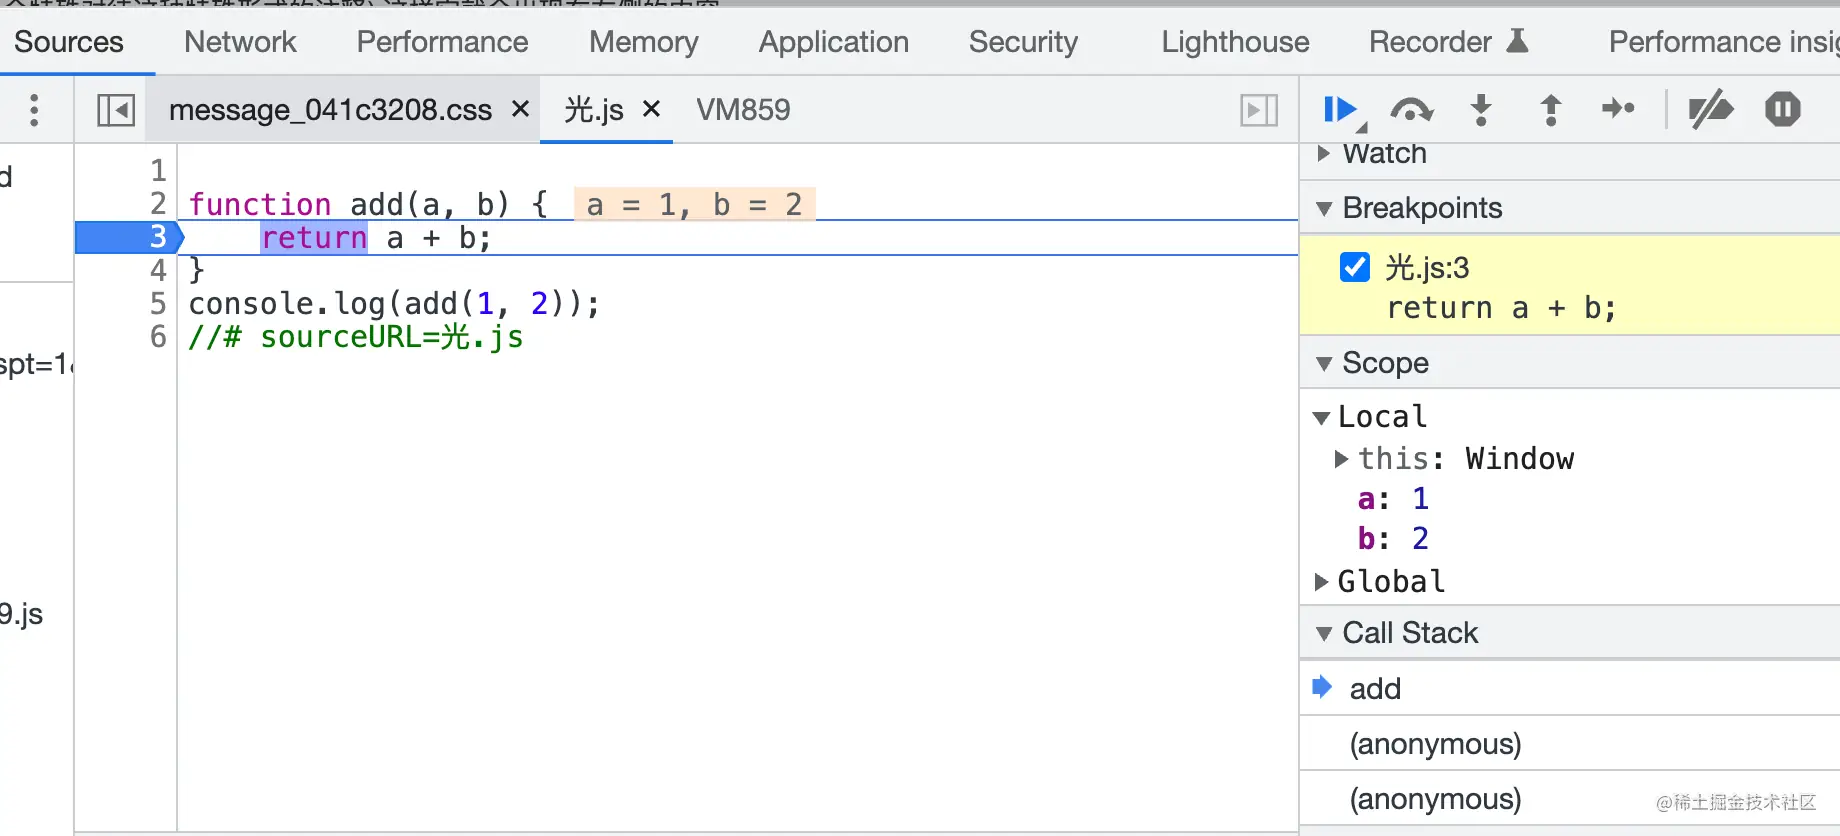 Sources Network Performance Memory Application Security Lighthouse Recorder Performance insig
message_041c3208.css × 光.js × VM859
d
spt=1
9.js
1
2 function add(a, b) { a = 1, b = 2
3 return a + b;
4 }
5 console.log(add(1, 2));
6 //# sourceURL=光.js
Watch
Breakpoints
光.js:3
return a + b;
Scope
Local
this: Window
a: 1
b: 2
Global
Call Stack
add
(anonymous)
(anonymous)
@稀土掘金技术社区